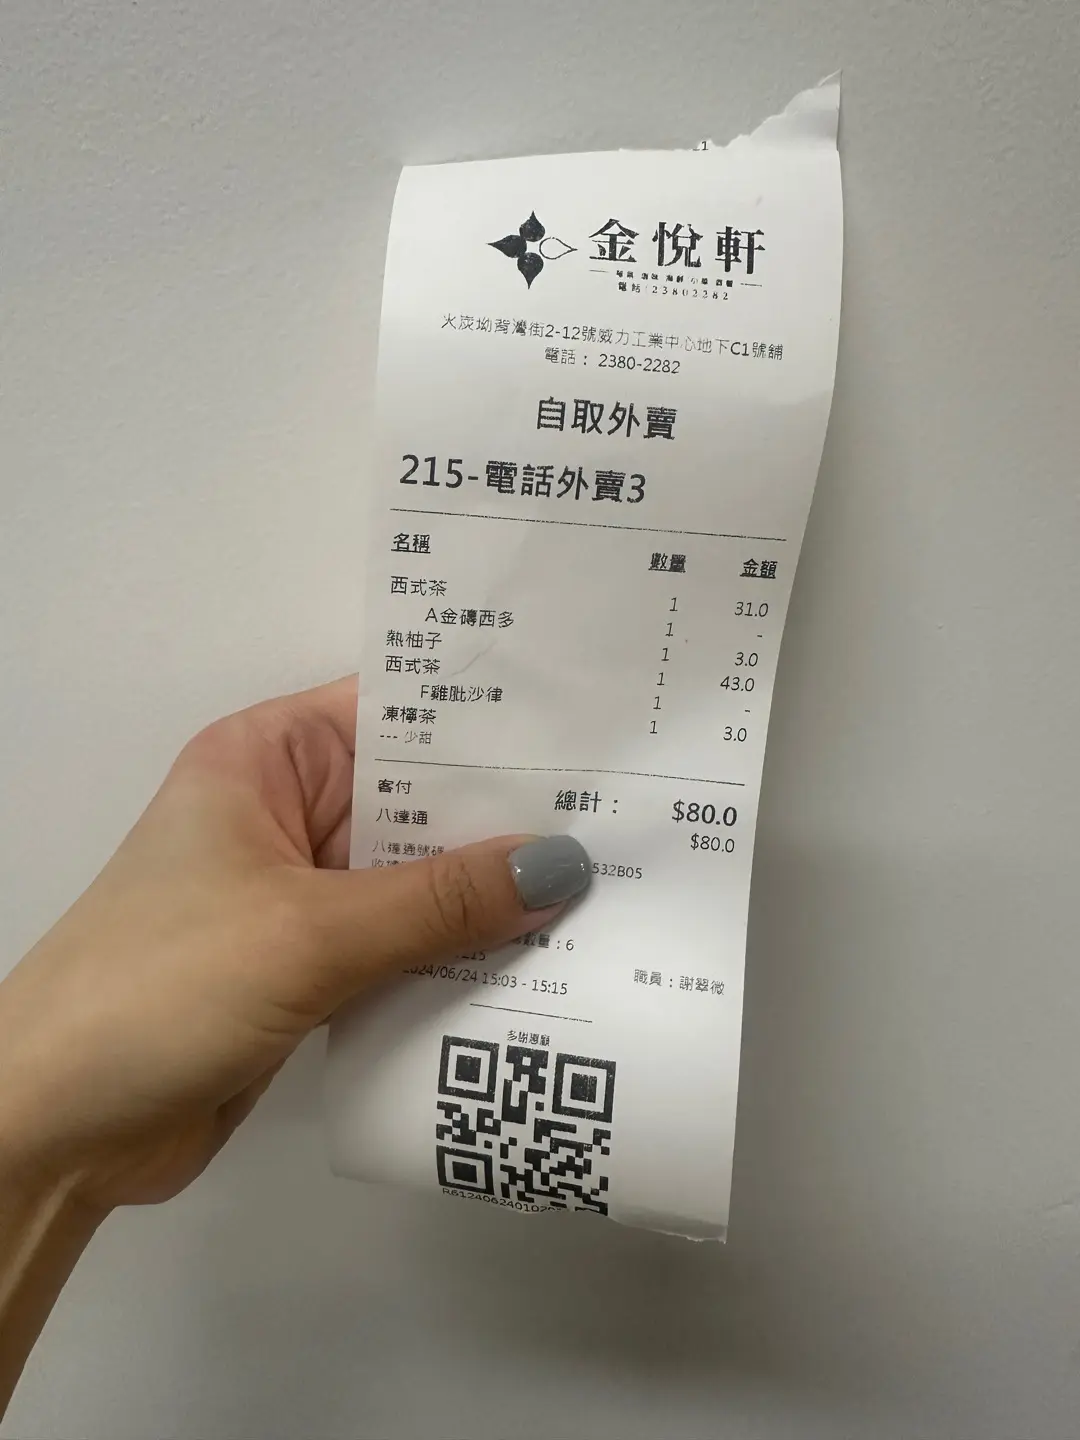 金悅軒
電話:23802282
火炭坳背灣街2-12號威力工業中心地下C1號舖
電話： 2380-2282
自取外賣
215-電話外賣3
名稱 數量 金額
西式茶 1 31.0
A金磚西多 1 -
熱柚子 1 3.0
西式茶 1 43.0
F雞肶沙律 1 -
凍檸茶 1 3.0
--- 少甜
客付 總計： $80.0
八達通 $80.0
八達通號碼
532B05
數量：6
職員：謝翠微
2024/06/24 15:03 - 15:15
多謝惠顧